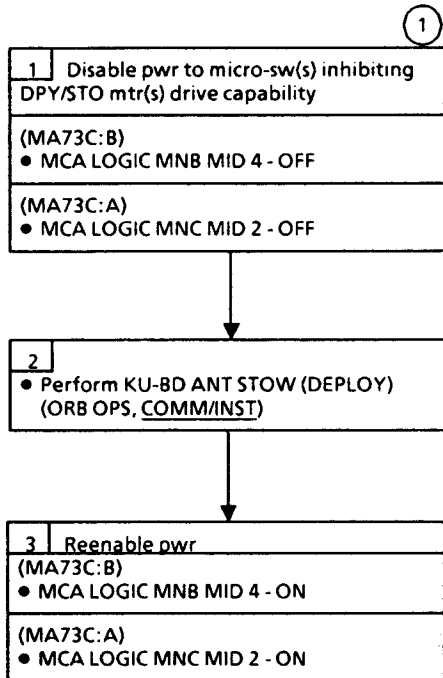 1
1 Disable pwr to micro-sw(s) inhibiting
DPY/STO mtr(s) drive capability
(MA73C:B)
• MCA LOGIC MNB MID 4 - OFF
(MA73C:A)
• MCA LOGIC MNC MID 2 - OFF
2
• Perform KU-BD ANT STOW (DEPLOY)
(ORB OPS, COMM/INST)
3 Reenable pwr
(MA73C:B)
• MCA LOGIC MNB MID 4 - ON
(MA73C:A)
• MCA LOGIC MNC MID 2 - ON